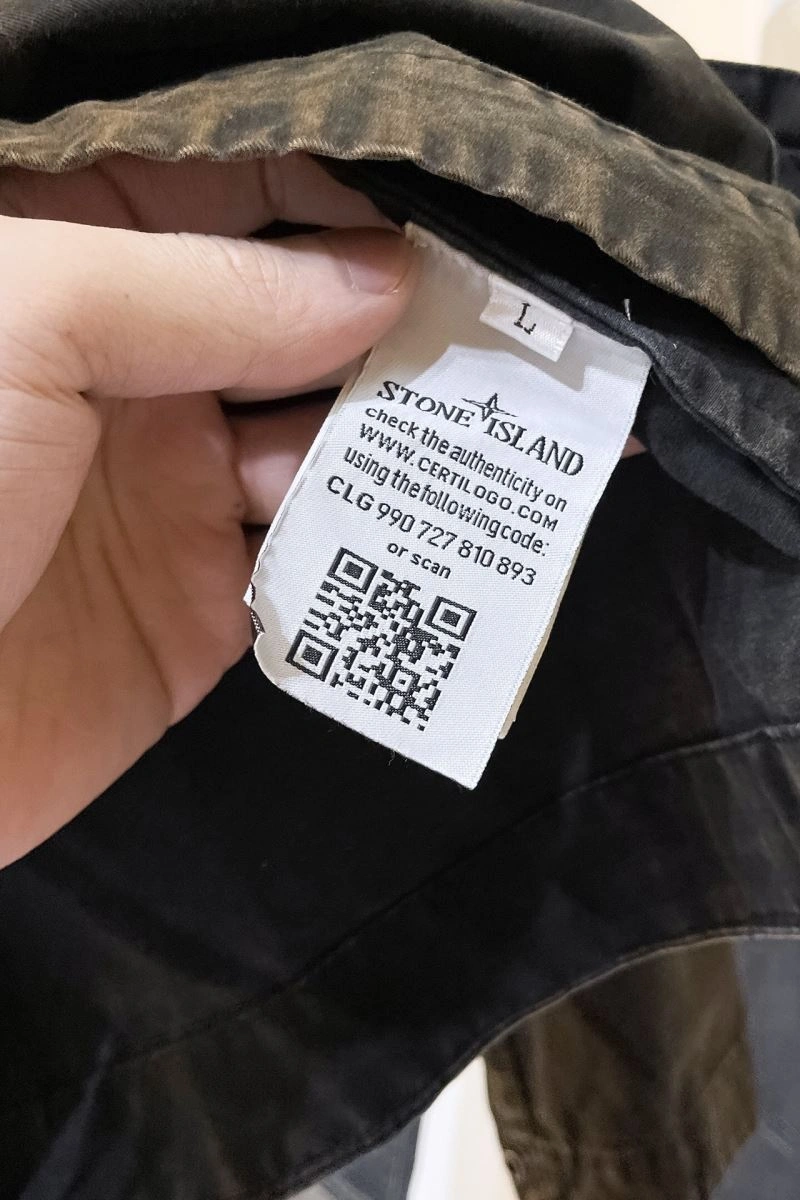 L
STONE ISLAND
check the authenticity on
WWW.CERTILOGO.COM
using the following code:
CLG 990 727 810 893
or scan